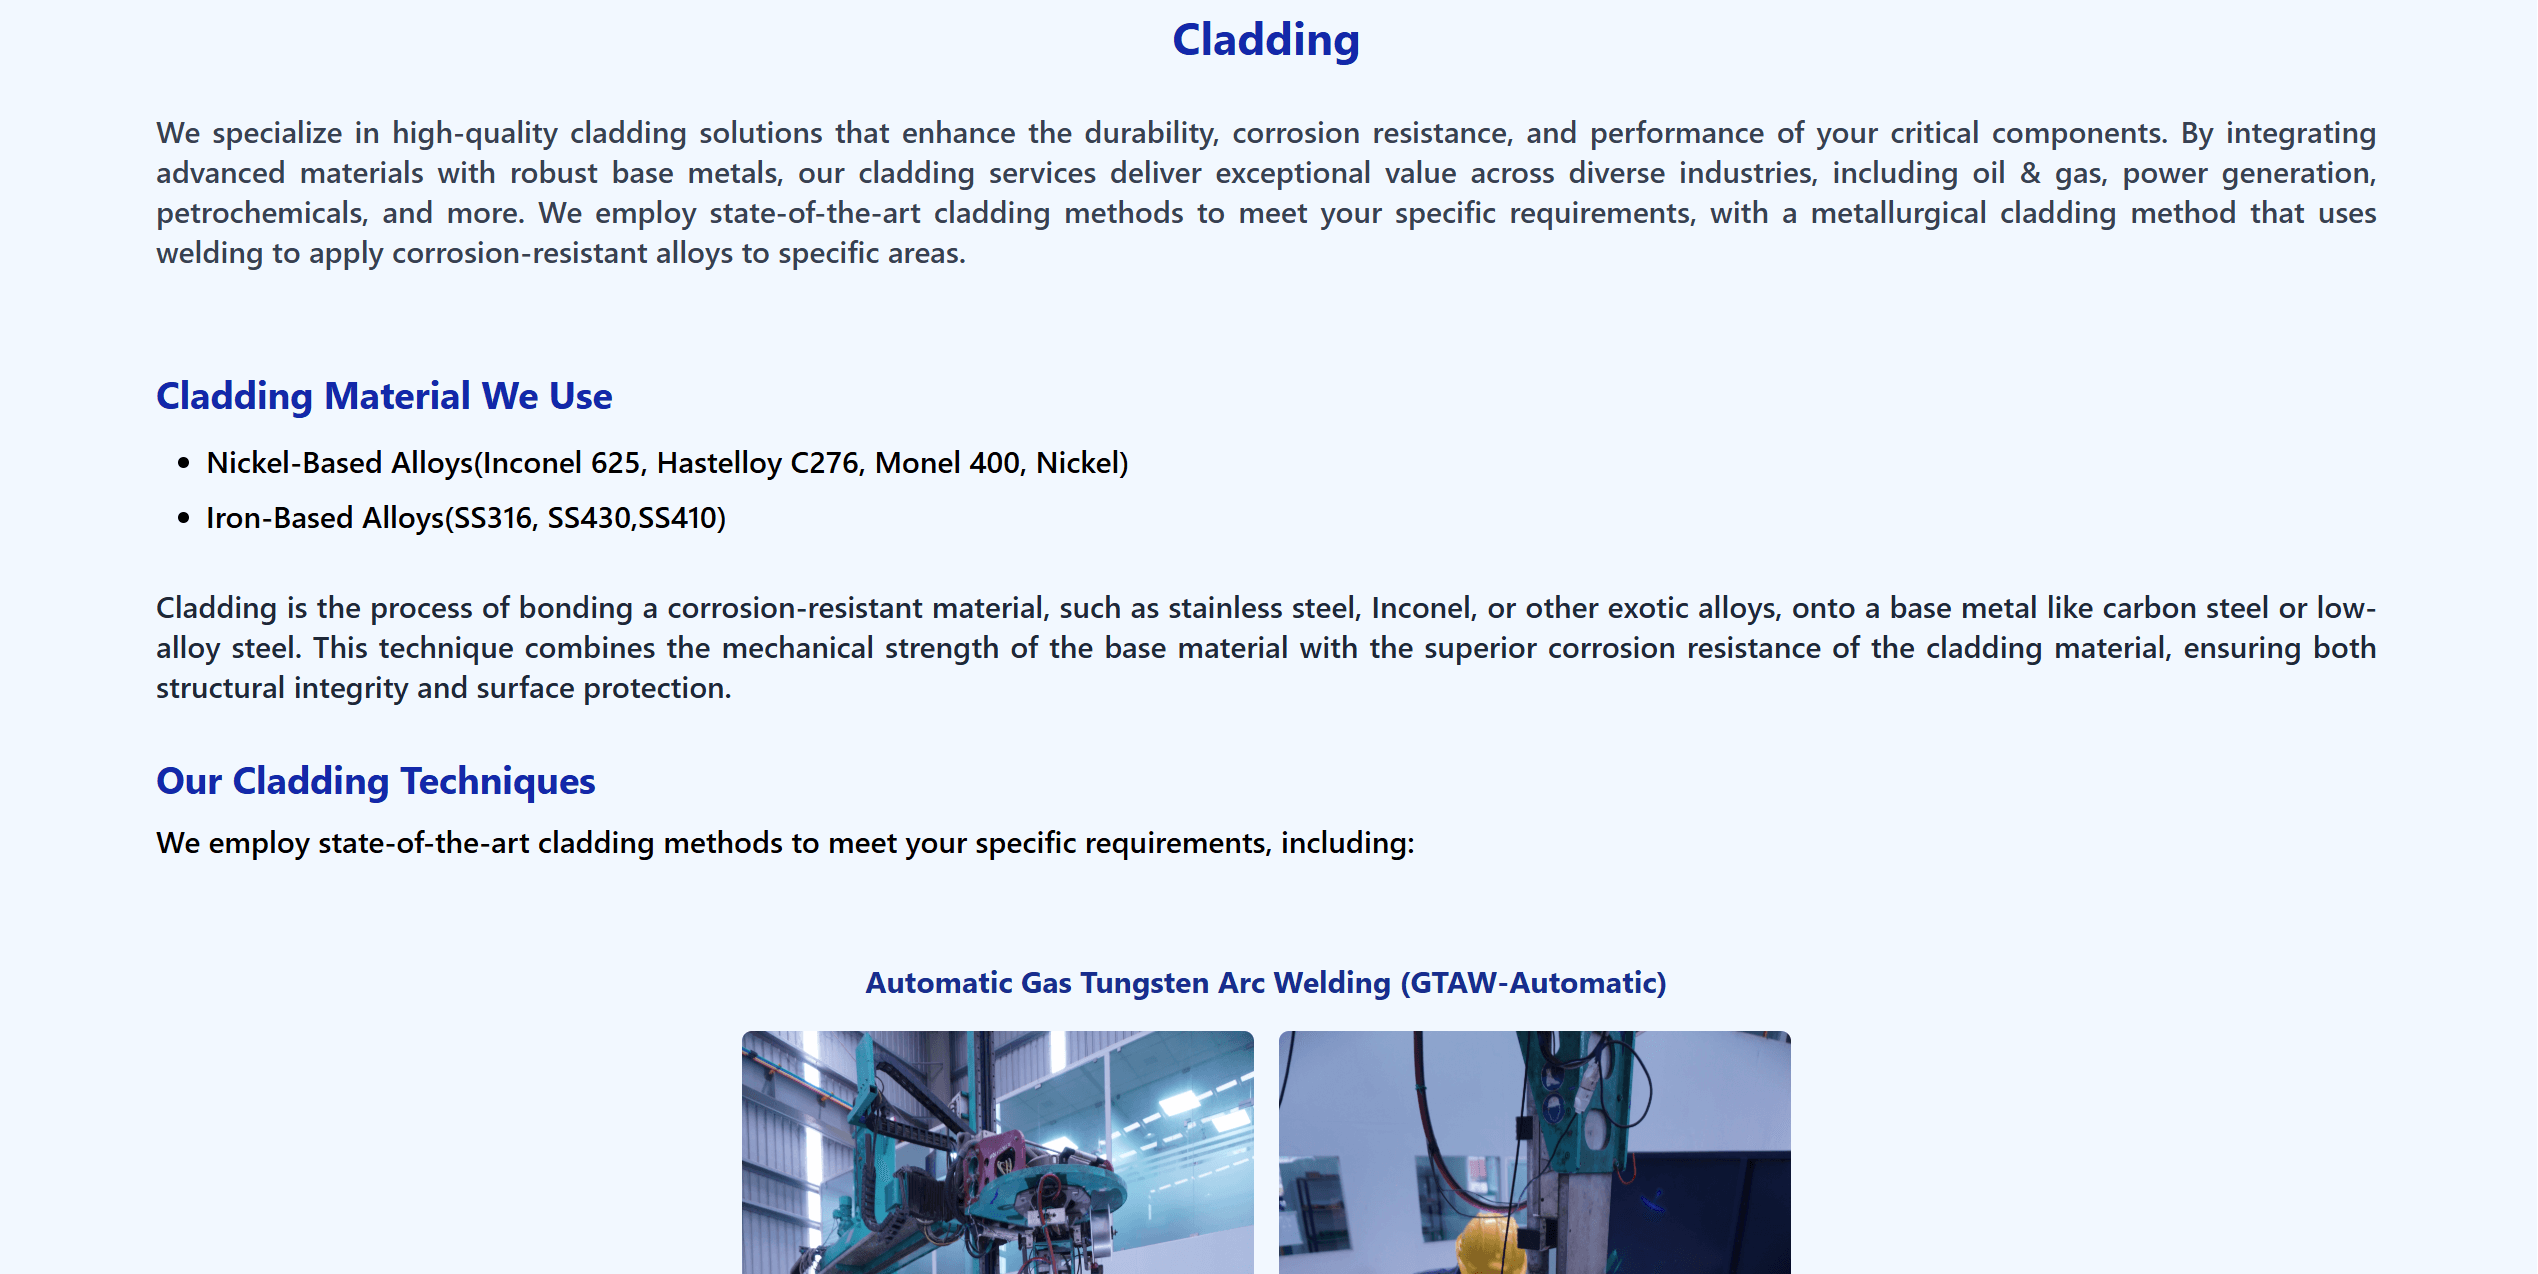 Cladding
We specialize in high-quality cladding solutions that enhance the durability, corrosion resistance, and performance of your critical components. By integrating
advanced materials with robust base metals, our cladding services deliver exceptional value across diverse industries, including oil & gas, power generation,
petrochemicals, and more. We employ state-of-the-art cladding methods to meet your specific requirements, with a metallurgical cladding method that uses
welding to apply corrosion-resistant alloys to specific areas.
Cladding Material We Use
• Nickel-Based Alloys(Inconel 625, Hastelloy C276, Monel 400, Nickel)
• Iron-Based Alloys(SS316, SS430,SS410)
Cladding is the process of bonding a corrosion-resistant material, such as stainless steel, Inconel, or other exotic alloys, onto a base metal like carbon steel or low-
alloy steel. This technique combines the mechanical strength of the base material with the superior corrosion resistance of the cladding material, ensuring both
structural integrity and surface protection.
Our Cladding Techniques
We employ state-of-the-art cladding methods to meet your specific requirements, including:
Automatic Gas Tungsten Arc Welding (GTAW-Automatic)